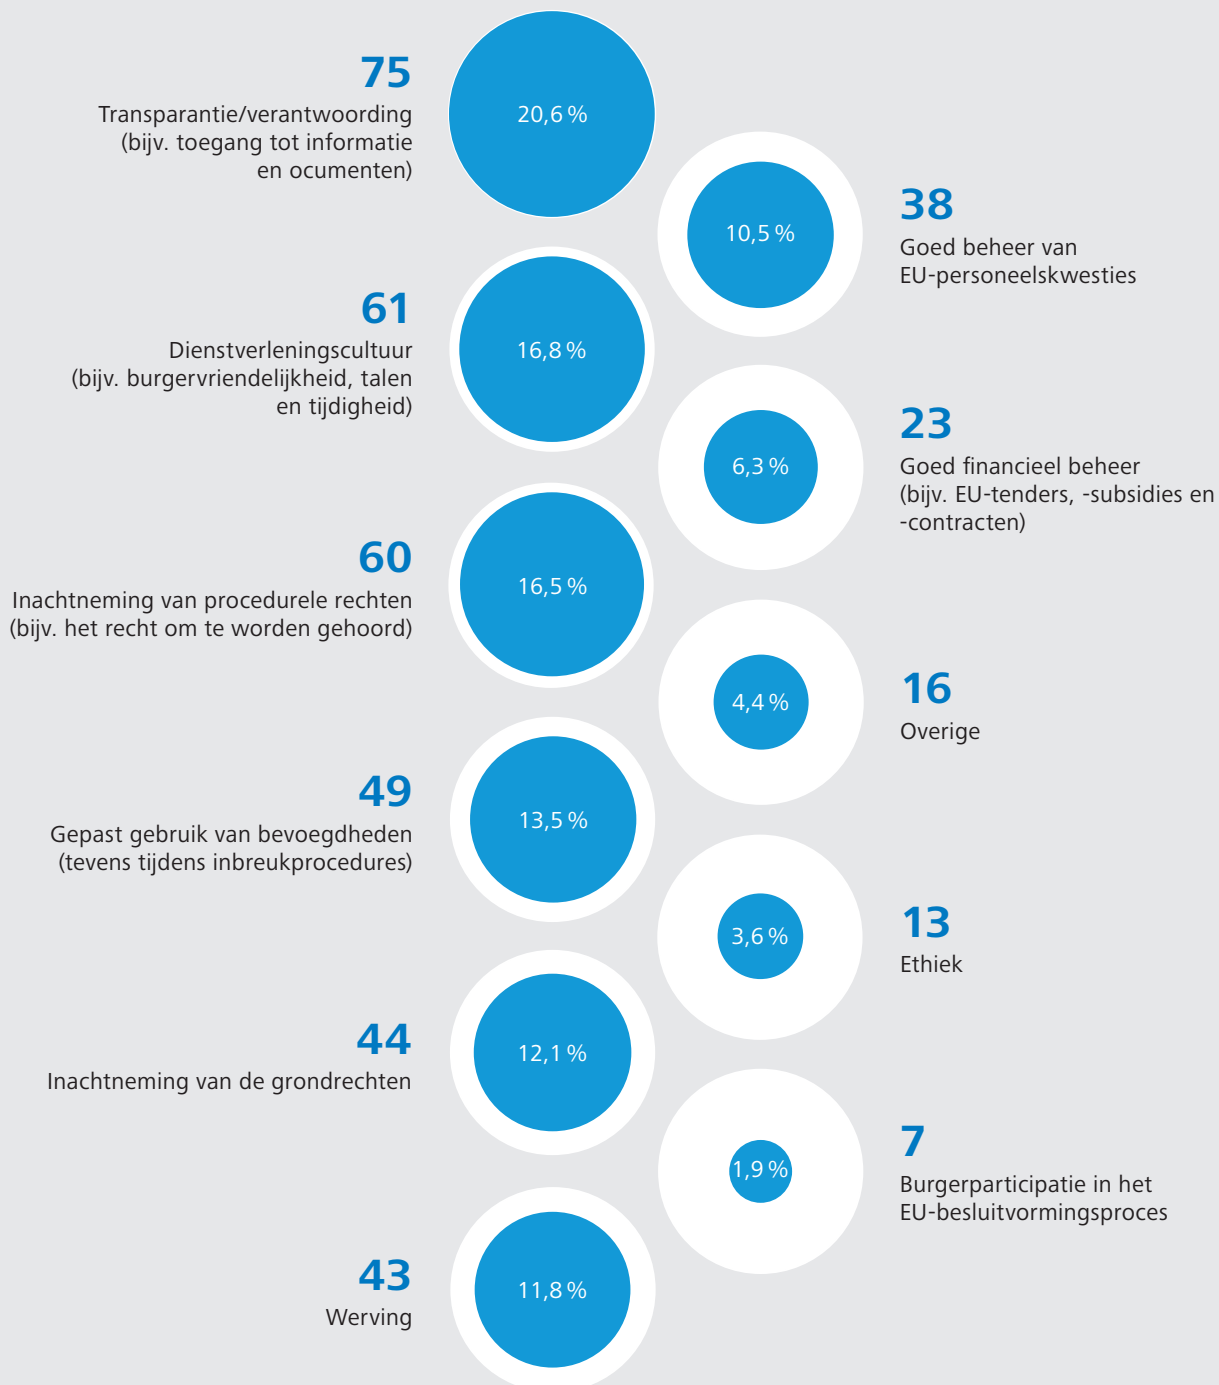 75
Transparantie/verantwoording
(bijv. toegang tot informatie
en ocumenten)
20,6 %
38
Goed beheer van
EU-personeelskwesties
10,5 %
61
Dienstverleningscultuur
(bijv. burgervriendelijkheid, talen
en tijdigheid)
16,8 %
23
Goed financieel beheer
(bijv. EU-tenders, -subsidies en
-contracten)
6,3 %
60
Inachtneming van procedurele rechten
(bijv. het recht om te worden gehoord)
16,5 %
16
Overige
4,4 %
49
Gepast gebruik van bevoegdheden
(tevens tijdens inbreukprocedures)
13,5 %
13
Ethiek
3,6 %
44
Inachtneming van de grondrechten
12,1 %
7
Burgerparticipatie in het
EU-besluitvormingsproces
1,9 %
43
Werving
11,8 %